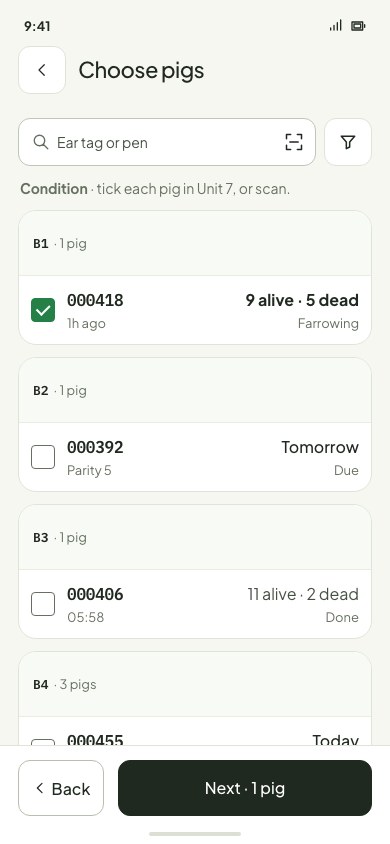 9:41
Choose pigs
Ear tag or pen
Condition · tick each pig in Unit 7, or scan.
B1 · 1 pig
000418 9 alive · 5 dead
1h ago Farrowing
B2 · 1 pig
000392 Tomorrow
Parity 5 Due
B3 · 1 pig
000406 11 alive · 2 dead
05:58 Done
B4 · 3 pigs
000455 Today
Back Next · 1 pig